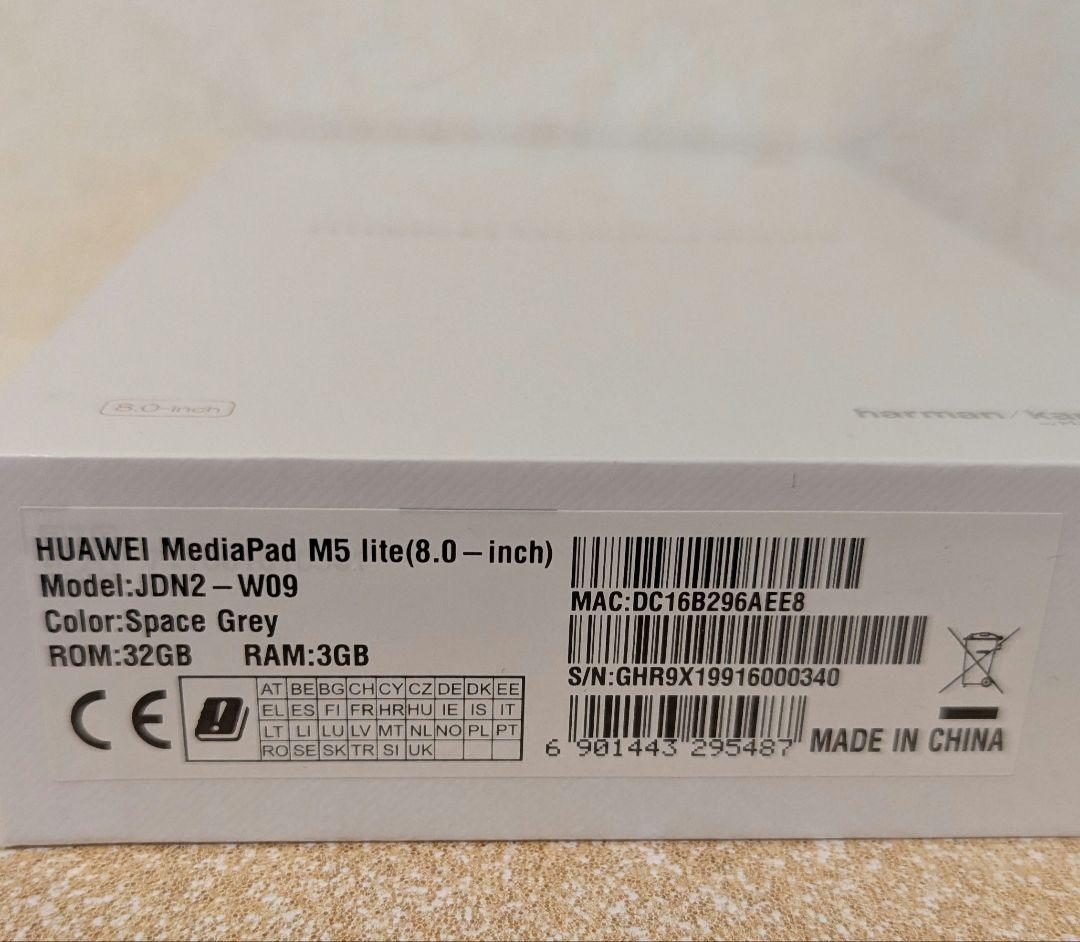 8.0-inch
harman/ka
HUAWEI MediaPad M5 lite(8.0-inch)
Model:JDN2-W09
Color:Space Grey
ROM:32GB RAM:3GB
CE
AT BE BG CH CY CZ DE DK EE
EL ES FI FR HR HU IE IS IT
LT LI LU LV MT NL NO PL PT
RO SE SK TR SI UK
MAC:DC16B296AEE8
S/N:GHR9X19916000340
6 901443 295487
MADE IN CHINA